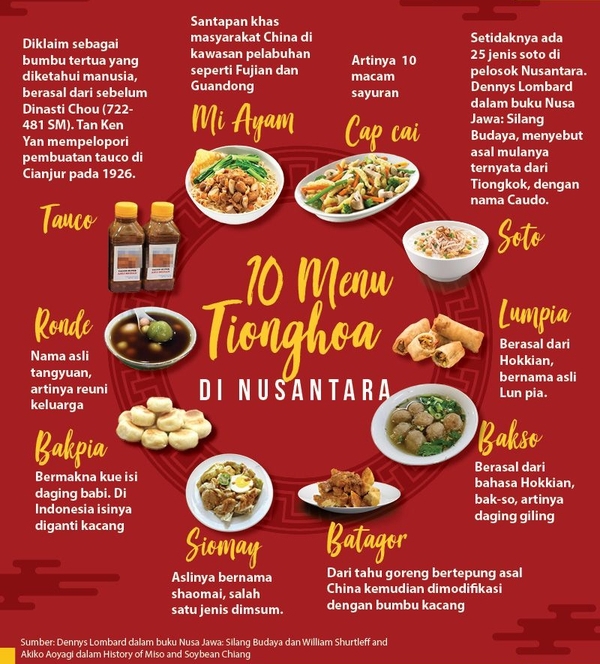 Diklaim sebagai
bumbu tertua yang
diketahui manusia,
berasal dari sebelum
Dinasti Chou (722-
481 SM). Tan Ken
Yan mempelopori
pembuatan tauco di
Cianjur pada 1926.
Tauco
Santapan khas
masyarakat China di
kawasan pelabuhan
seperti Fujian dan
Guandong
Mi Ayam
Artinya 10
macam
sayuran
Cap cai
Setidaknya ada
25 jenis soto di
pelosok Nusantara.
Dennys Lombard
dalam buku Nusa
Jawa: Silang
Budaya, menyebut
asal mulanya
ternyata dari
Tiongkok, dengan
nama Caudo.
Soto
10 Menu
Tionghoa
DI NUSANTARA
Ronde
Nama asli
tangyuan,
artinya reuni
keluarga
Lumpia
Berasal dari
Hokkian,
bernama asli
Lun pia.
Bakpia
Bermakna kue isi
daging babi. Di
Indonesia isinya
diganti kacang
Bakso
Berasal dari
bahasa Hokkian,
bak-so, artinya
daging giling
Siomay
Aslinya bernama
shaomai, salah
satu jenis dimsum.
Batagor
Dari tahu goreng bertepung asal
China kemudian dimodifikasi
dengan bumbu kacang
Sumber: Dennys Lombard dalam buku Nusa Jawa: Silang Budaya dan William Shurtleff and
Akiko Aoyagi dalam History of Miso and Soybean Chiang